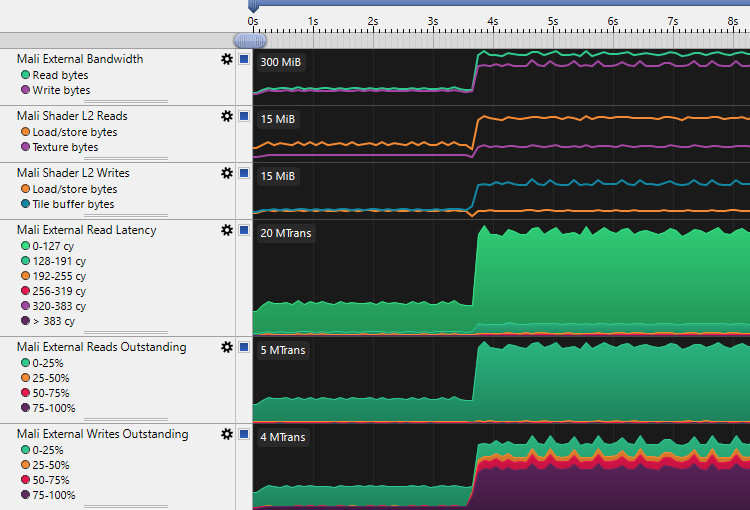 0s 1s 2s 3s 4s 5s 6s 7s 8s
Mali External Bandwidth
300 MiB
Read bytes
Write bytes
Mali Shader L2 Reads
15 MiB
Load/store bytes
Texture bytes
Mali Shader L2 Writes
15 MiB
Load/store bytes
Tile buffer bytes
Mali External Read Latency
20 MTrans
0-127 cy
128-191 cy
192-255 cy
256-319 cy
320-383 cy
> 383 cy
Mali External Reads Outstanding
5 MTrans
0-25%
25-50%
50-75%
75-100%
Mali External Writes Outstanding
4 MTrans
0-25%
25-50%
50-75%
75-100%